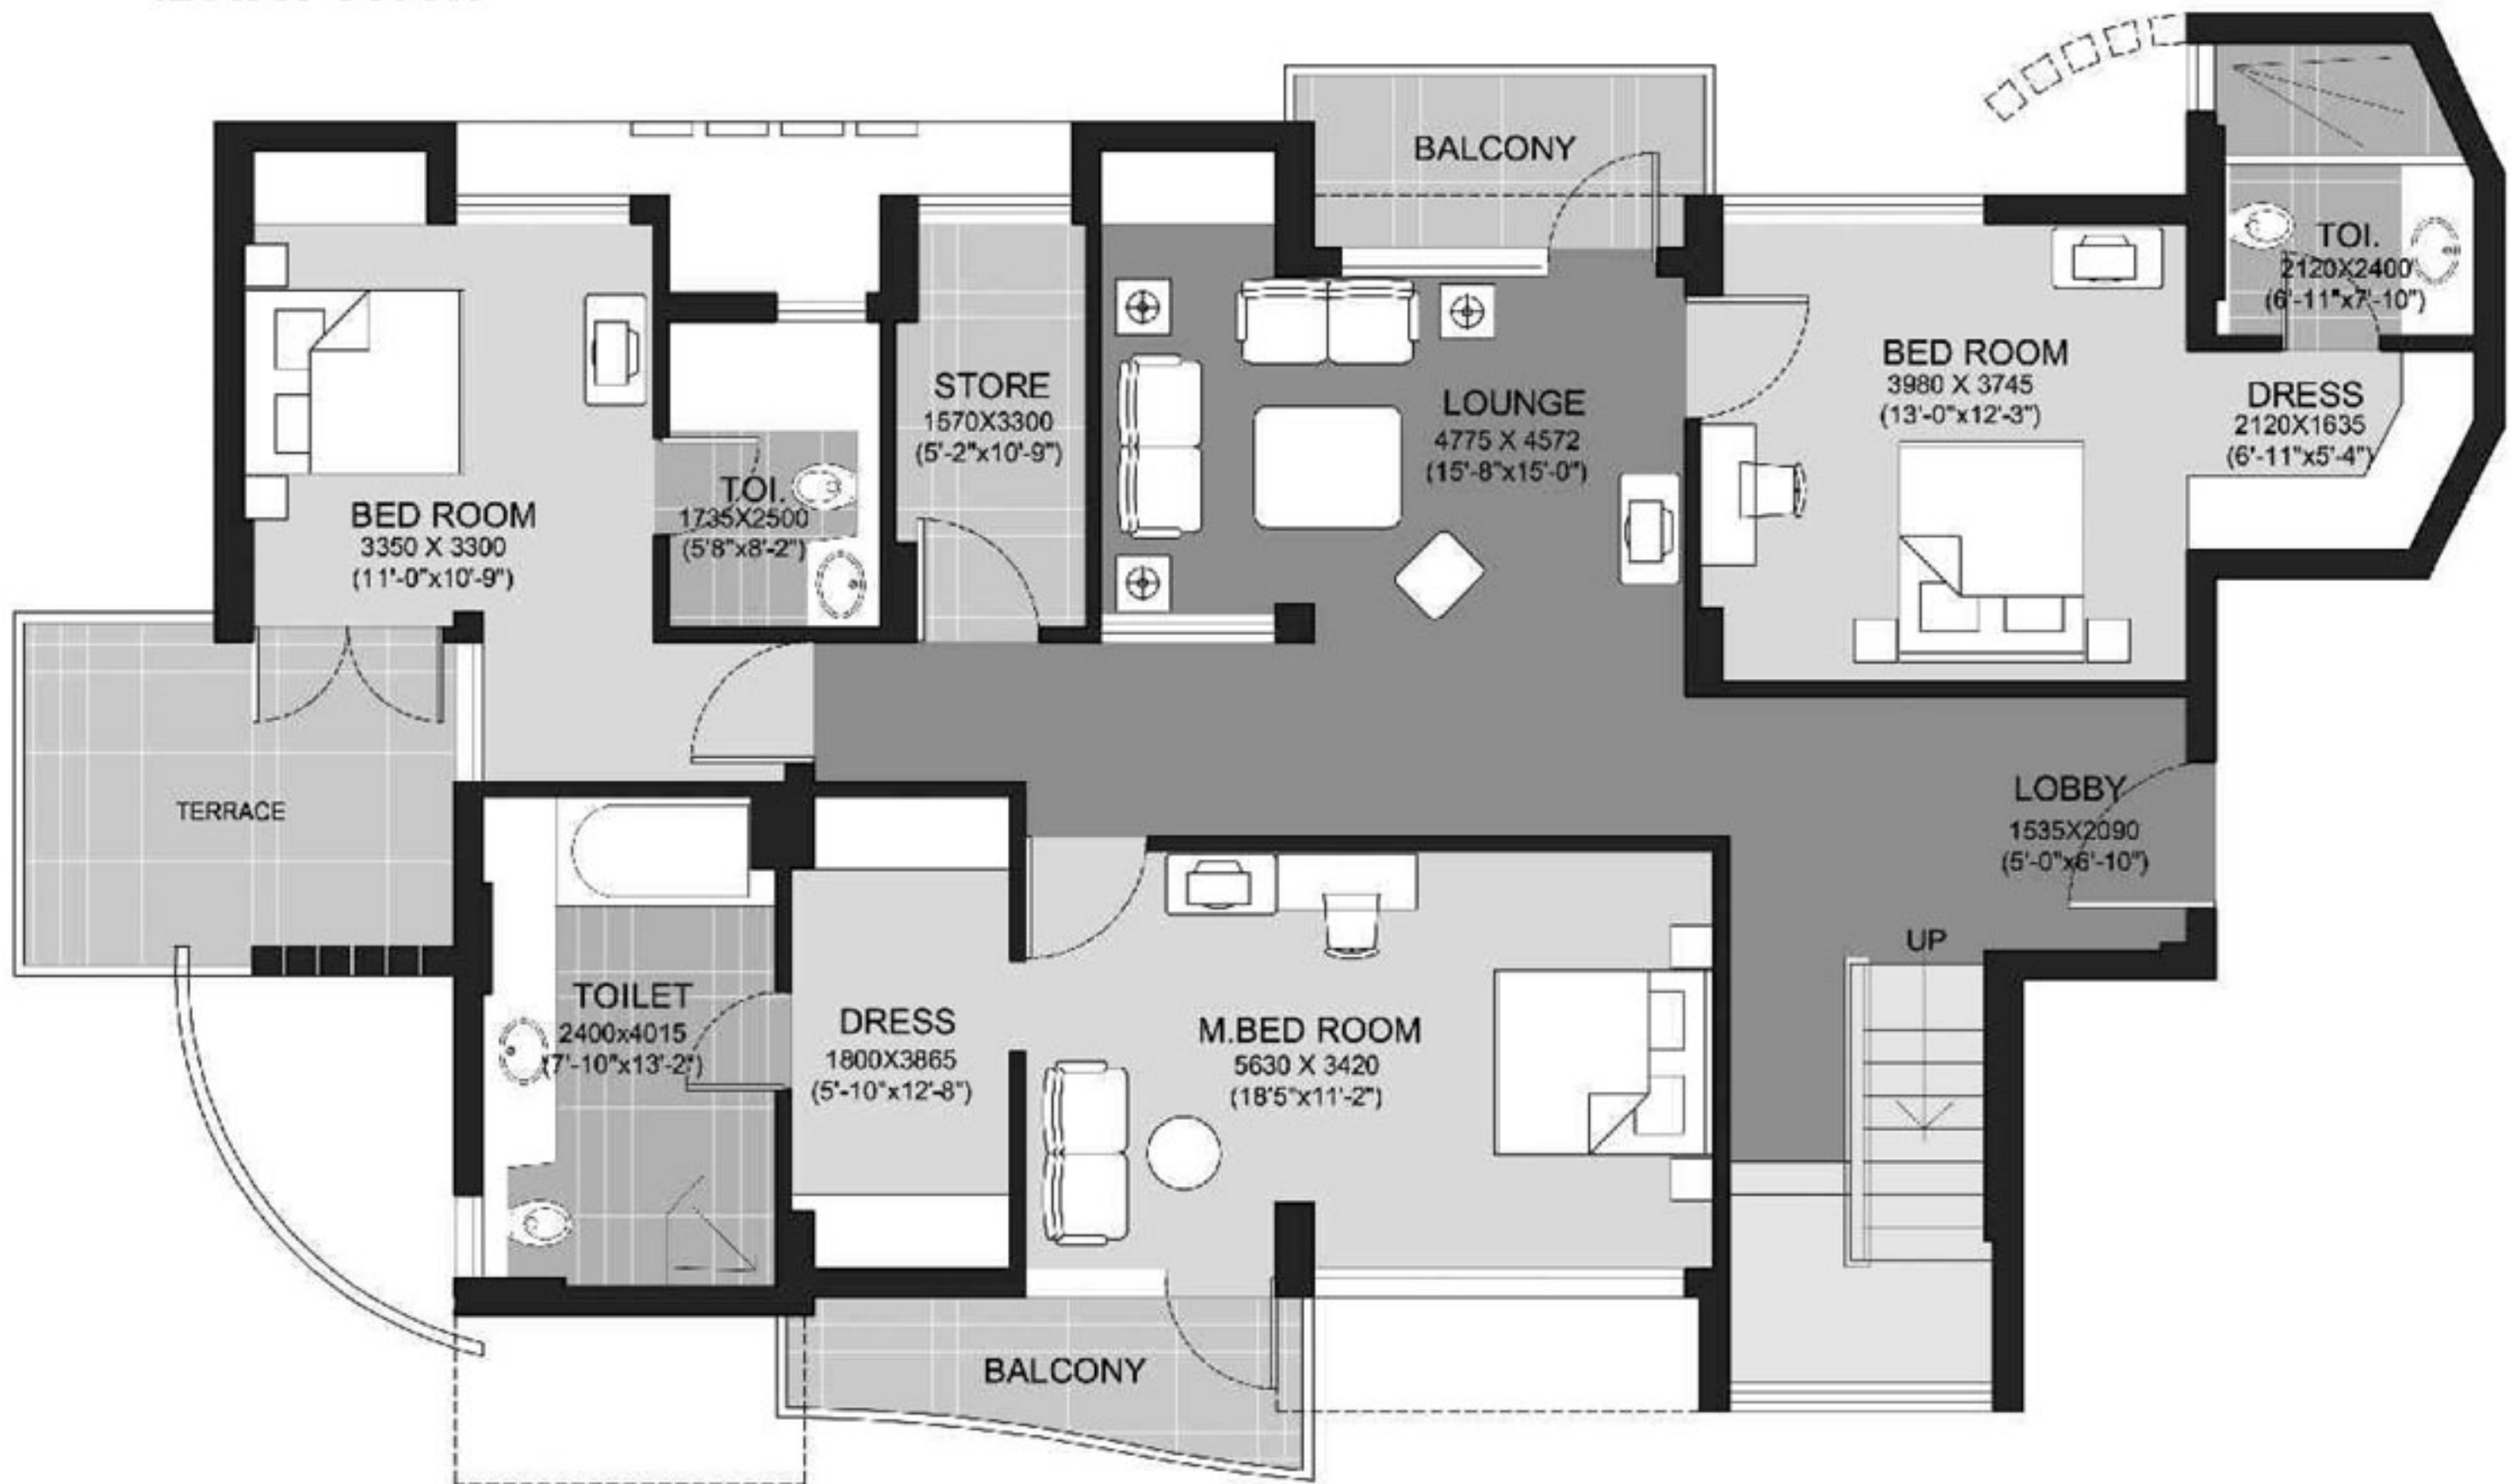 BALCONY
TOI.
2120X2400
(6'-11"x7'-10")
BED ROOM
3980 X 3745
(13'-0"x12'-3")
DRESS
2120X1635
(6'-11"x5'-4")
STORE
1570X3300
(5'-2"x10'-9")
LOUNGE
4775 X 4572
(15'-8"x15'-0")
TOI.
1735X2500
(5'8"x8'-2")
BED ROOM
3350 X 3300
(11'-0"x10'-9")
TERRACE
LOBBY
1535X2090
(5'-0"x6'-10")
UP
TOILET
2400x4015
(7'-10"x13'-2")
DRESS
1800X3865
(5'-10"x12'-8")
M.BED ROOM
5630 X 3420
(18'5"x11'-2")
BALCONY